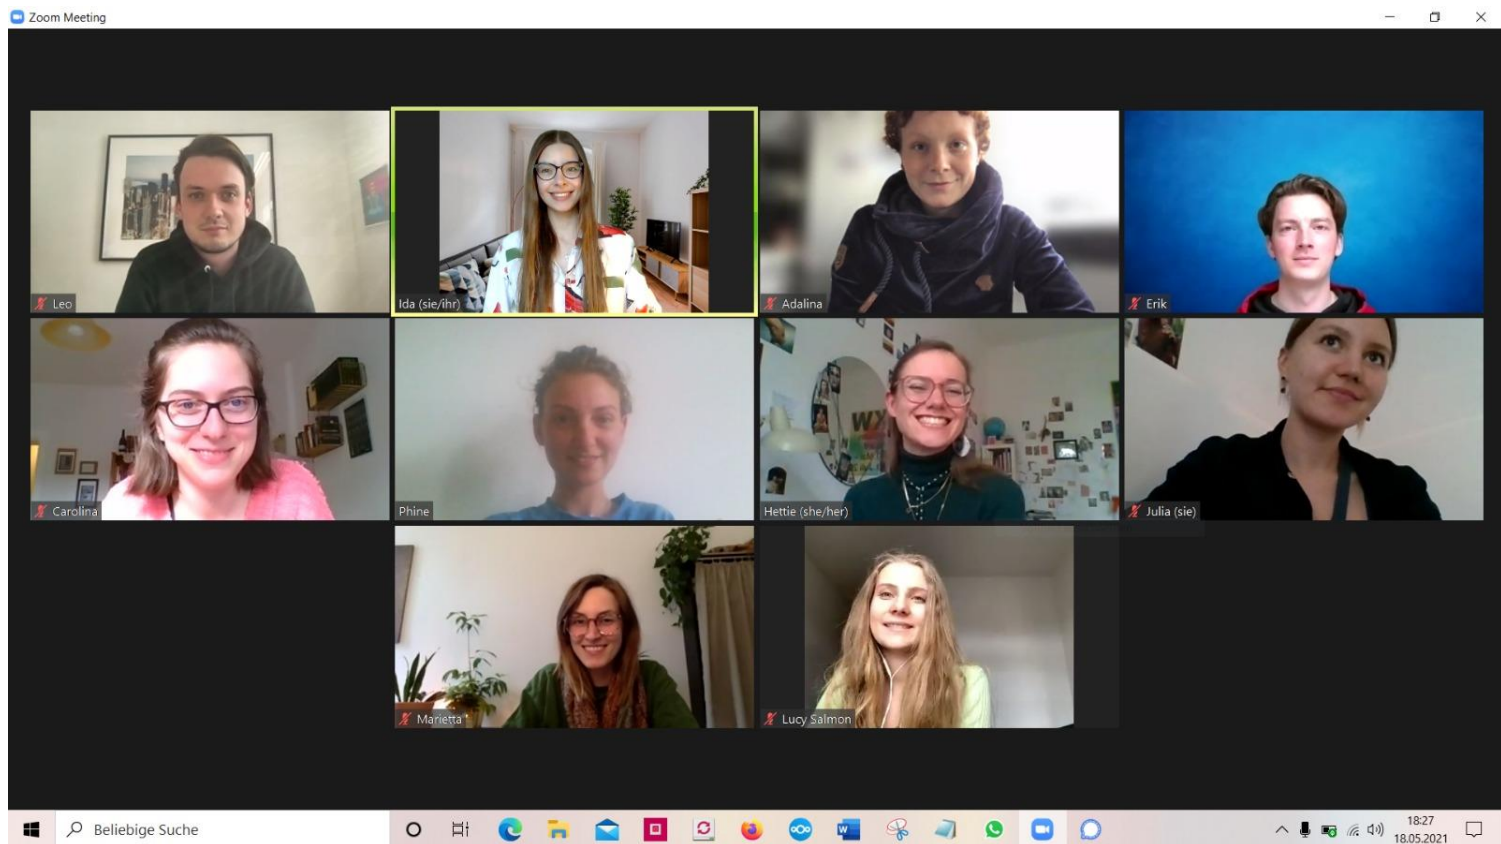 Zoom Meeting
Leo
Ida (sie/ihr)
Adalina
Erik
Carolina
Phine
Hettie (she/her)
Julia (sie)
Marietta
Lucy Salmon
Beliebige Suche
18:27
18.05.2021